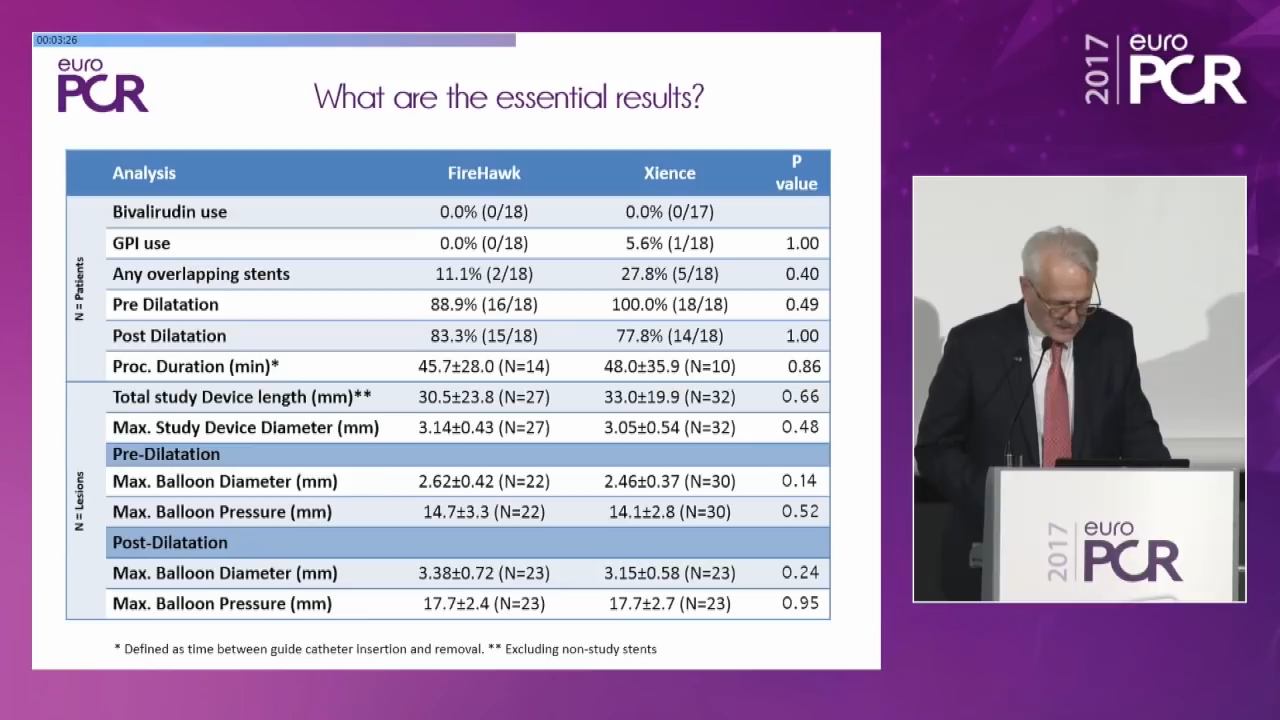 00:03:26
euro
PCR
What are the essential results?
Analysis FireHawk Xience P value
N = Patients
Bivalirudin use 0.0% (0/18) 0.0% (0/17)
GPI use 0.0% (0/18) 5.6% (1/18) 1.00
Any overlapping stents 11.1% (2/18) 27.8% (5/18) 0.40
Pre Dilatation 88.9% (16/18) 100.0% (18/18) 0.49
Post Dilatation 83.3% (15/18) 77.8% (14/18) 1.00
Proc. Duration (min)* 45.7±28.0 (N=14) 48.0±35.9 (N=10) 0.86
N = Lesions
Total study Device length (mm)** 30.5±23.8 (N=27) 33.0±19.9 (N=32) 0.66
Max. Study Device Diameter (mm) 3.14±0.43 (N=27) 3.05±0.54 (N=32) 0.48
Pre-Dilatation
Max. Balloon Diameter (mm) 2.62±0.42 (N=22) 2.46±0.37 (N=30) 0.14
Max. Balloon Pressure (mm) 14.7±3.3 (N=22) 14.1±2.8 (N=30) 0.52
Post-Dilatation
Max. Balloon Diameter (mm) 3.38±0.72 (N=23) 3.15±0.58 (N=23) 0.24
Max. Balloon Pressure (mm) 17.7±2.4 (N=23) 17.7±2.7 (N=23) 0.95
* Defined as time between guide catheter insertion and removal. ** Excluding non-study stents
2017
euro
PCR
2017
euro
PCR